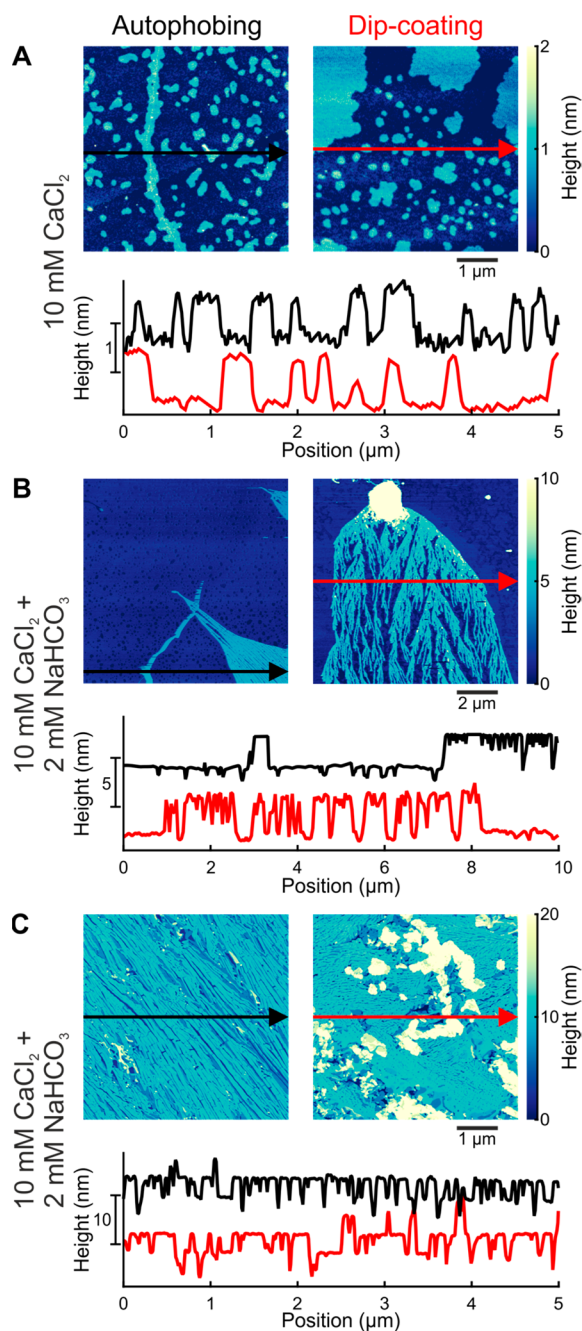 Autophobing
Dip-coating
A
10 mM CaCl₂
2
1
0
Height (nm)
1 µm
Height (nm)
1
0
1
2
3
4
5
Position (µm)
B
10 mM CaCl₂ +
2 mM NaHCO₃
10
5
0
Height (nm)
2 µm
Height (nm)
5
0
2
4
6
8
10
Position (µm)
C
10 mM CaCl₂ +
2 mM NaHCO₃
20
10
0
Height (nm)
1 µm
Height (nm)
10
0
1
2
3
4
5
Position (µm)